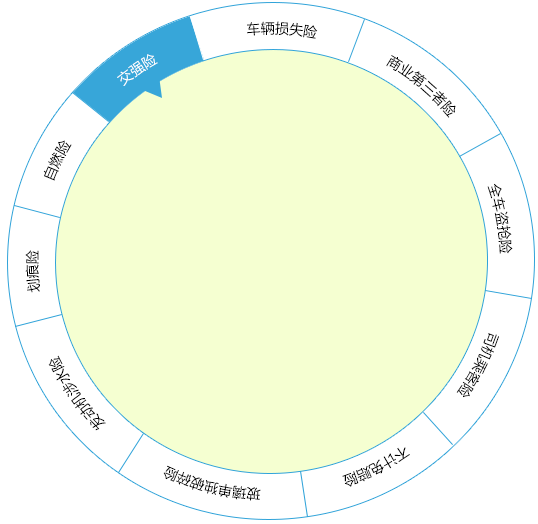 交强险
车辆损失险
商业第三者险
全车盗抢险
司机乘客险
不计免赔险
玻璃单独破碎险
发动机涉水险
划痕险
自燃险